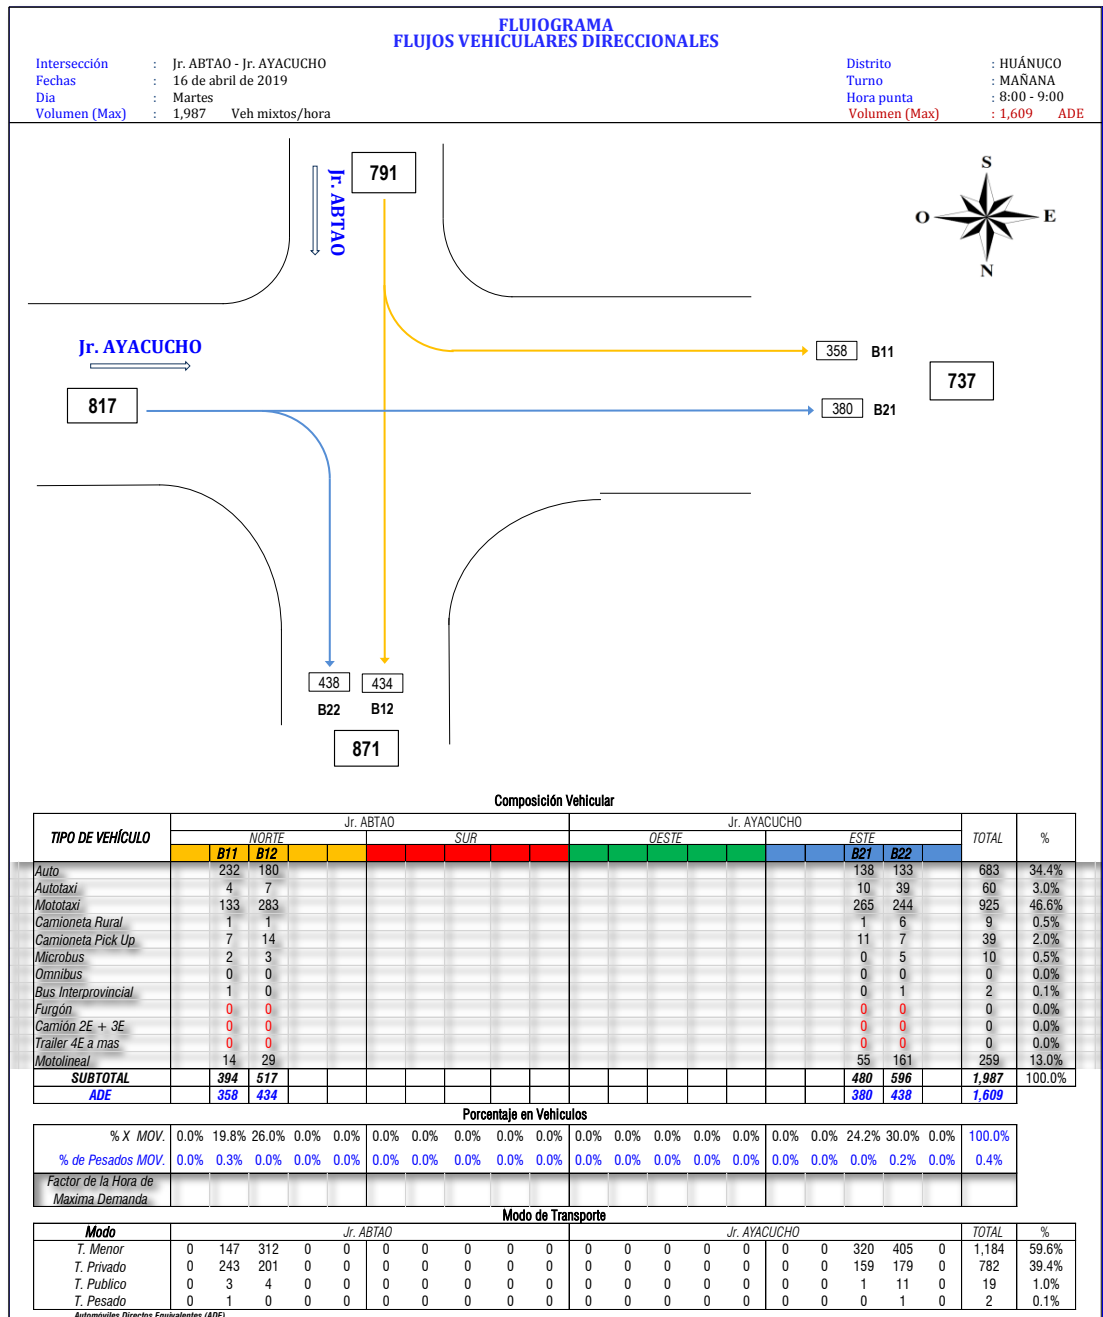 FLUJOGRAMA
FLUJOS VEHICULARES DIRECCIONALES
Intersección : Jr. ABTAO - Jr. AYACUCHO
Distrito : HUÁNUCO
Fechas : 16 de abril de 2019
Turno : MAÑANA
Dia : Martes
Hora punta : 8:00 - 9:00
Volumen (Max) : 1,987 Veh mixtos/hora
Volumen (Max) : 1,609 ADE
Jr. ABTAO
791
S
O
E
N
Jr. AYACUCHO
358 B11
737
817
380 B21
438 434
B22 B12
871
Composición Vehicular
TIPO DE VEHÍCULO Jr. ABTAO Jr. AYACUCHO TOTAL %
NORTE SUR OESTE ESTE
B11 B12 B21 B22
Auto 232 180 138 133 683 34.4%
Autotaxi 4 7 10 39 60 3.0%
Mototaxi 133 283 265 244 925 46.6%
Camioneta Rural 1 1 1 6 9 0.5%
Camioneta Pick Up 7 14 11 7 39 2.0%
Microbus 2 3 0 5 10 0.5%
Omnibus 0 0 0 0 0 0.0%
Bus Interprovincial 1 0 0 1 2 0.1%
Furgón 0 0 0 0 0 0.0%
Camión 2E + 3E 0 0 0 0 0 0.0%
Trailer 4E a mas 0 0 0 0 0 0.0%
Motolineal 14 29 55 161 259 13.0%
SUBTOTAL 394 517 480 596 1,987 100.0%
ADE 358 434 380 438 1,609
Porcentaje en Vehiculos
% X MOV. 0.0% 19.8% 26.0% 0.0% 0.0% 0.0% 0.0% 0.0% 0.0% 0.0% 0.0% 0.0% 0.0% 0.0% 0.0% 0.0% 0.0% 24.2% 30.0% 0.0% 100.0%
% de Pesados MOV. 0.0% 0.3% 0.0% 0.0% 0.0% 0.0% 0.0% 0.0% 0.0% 0.0% 0.0% 0.0% 0.0% 0.0% 0.0% 0.0% 0.0% 0.0% 0.2% 0.0% 0.4%
Factor de la Hora de
Maxima Demanda
Modo de Transporte
Modo Jr. ABTAO Jr. AYACUCHO TOTAL %
T. Menor 0 147 312 0 0 0 0 0 0 0 0 0 0 0 0 0 0 320 405 0 1,184 59.6%
T. Privado 0 243 201 0 0 0 0 0 0 0 0 0 0 0 0 0 0 159 179 0 782 39.4%
T. Publico 0 3 4 0 0 0 0 0 0 0 0 0 0 0 0 0 0 1 11 0 19 1.0%
T. Pesado 0 1 0 0 0 0 0 0 0 0 0 0 0 0 0 0 0 0 1 0 2 0.1%
Automóviles Directos Equivalentes (ADE)